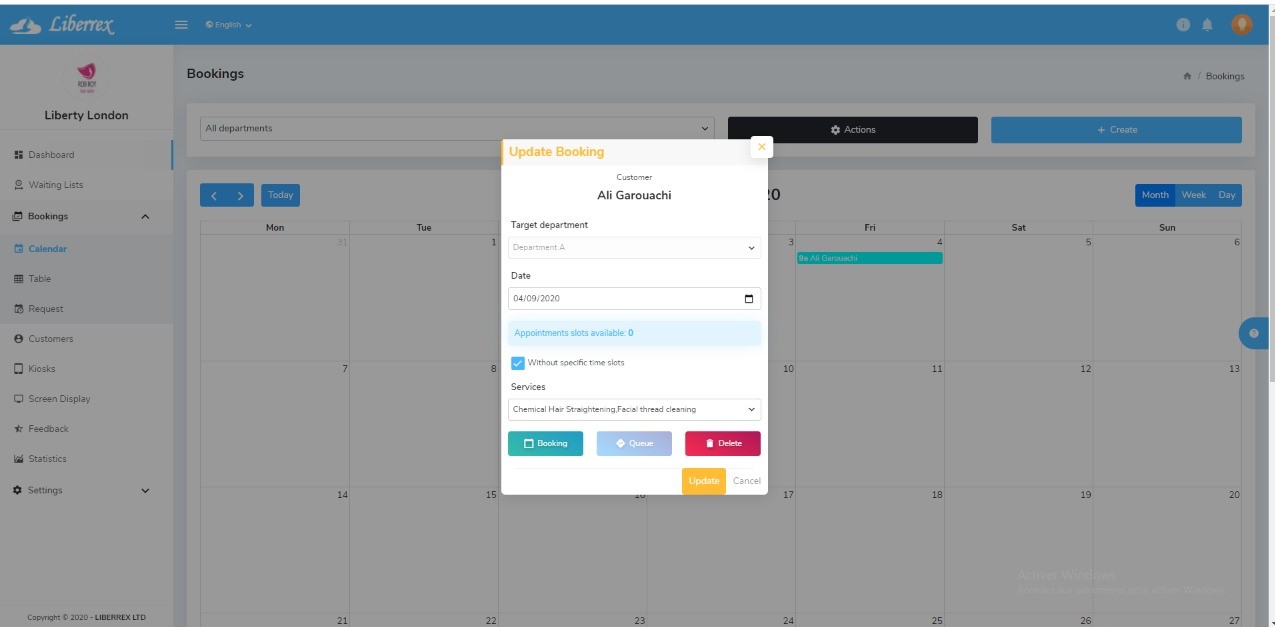 Liberrex
English
ROB ROY
Liberty London
Dashboard
Waiting Lists
Bookings
Calendar
Table
Request
Customers
Kiosks
Screen Display
Feedback
Statistics
Settings
Copyright © 2020 - LIBERREX LTD
Bookings
/ Bookings
All departments
Actions
+ Create
Today
20
Month Week Day
Mon Tue Fri Sat Sun
31 1 3 4 5 6
9a Ali Garouachi
7 8 10 11 12 13
14 15 16 17 18 19 20
21 22 23 24 25 26 27
Update Booking
Customer
Ali Garouachi
Target department
Department A
Date
04/09/2020
Appointments slots available: 0
Without specific time slots
Services
Chemical Hair Straightening,Facial thread cleaning
Booking Queue Delete
Update Cancel
Activer Windows